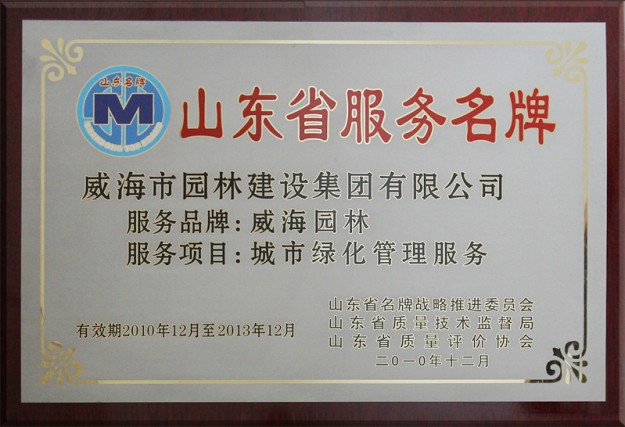 山东名牌
M
山东省服务名牌
威海市园林建设集团有限公司
服务品牌:威海园林
服务项目:城市绿化管理服务
有效期2010年12月至2013年12月
山东省名牌战略推进委员会
山东省质量技术监督局
山东省质量评价协会
二0一0年十二月